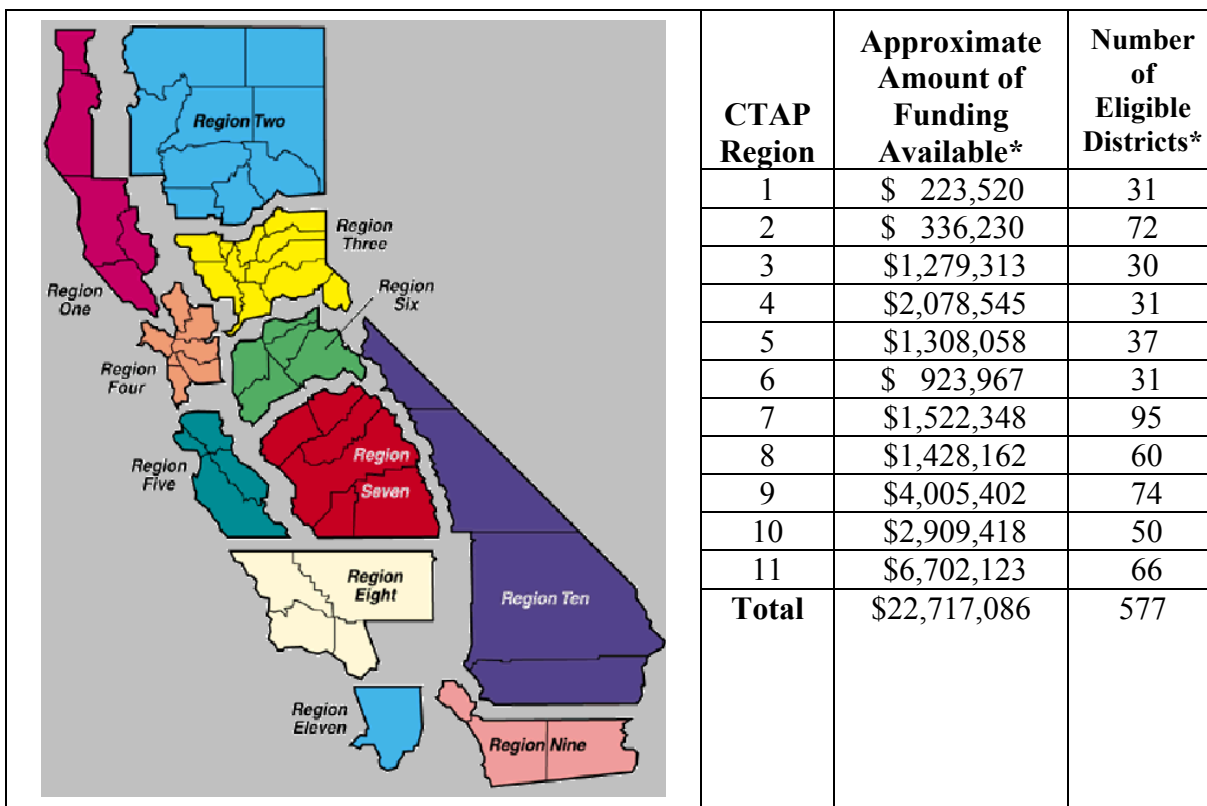 Region Two
Region
Three
Region
One
Region
Six
Region
Four
Region
Five
Region
Seven
Region
Eight
Region Ten
Region
Eleven
Region Nine
CTAP
Region
Approximate
Amount of
Funding
Available*
Number
of
Eligible
Districts*
1 $ 223,520 31
2 $ 336,230 72
3 $1,279,313 30
4 $2,078,545 31
5 $1,308,058 37
6 $ 923,967 31
7 $1,522,348 95
8 $1,428,162 60
9 $4,005,402 74
10 $2,909,418 50
11 $6,702,123 66
Total $22,717,086 577